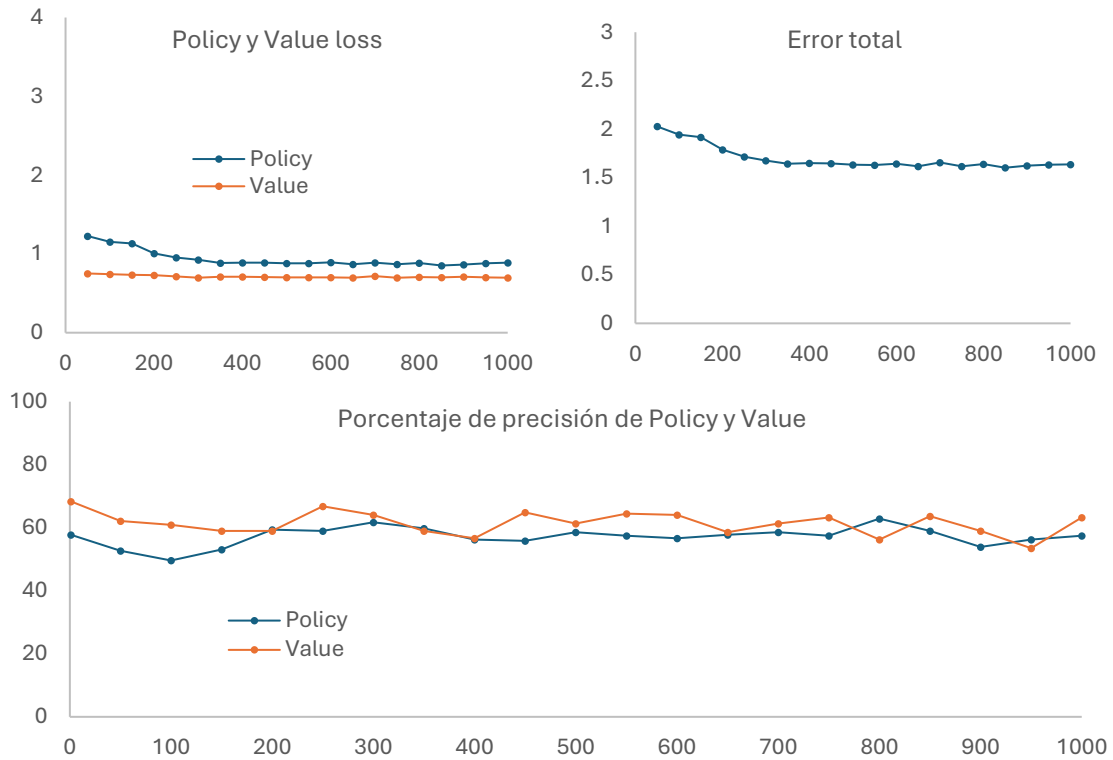 Policy y Value loss
4
3
2
1
0
Policy
Value
0 200 400 600 800 1000
Error total
3
2.5
2
1.5
1
0.5
0
0 200 400 600 800 1000
Porcentaje de precisión de Policy y Value
100
80
60
40
20
0
Policy
Value
0 100 200 300 400 500 600 700 800 900 1000